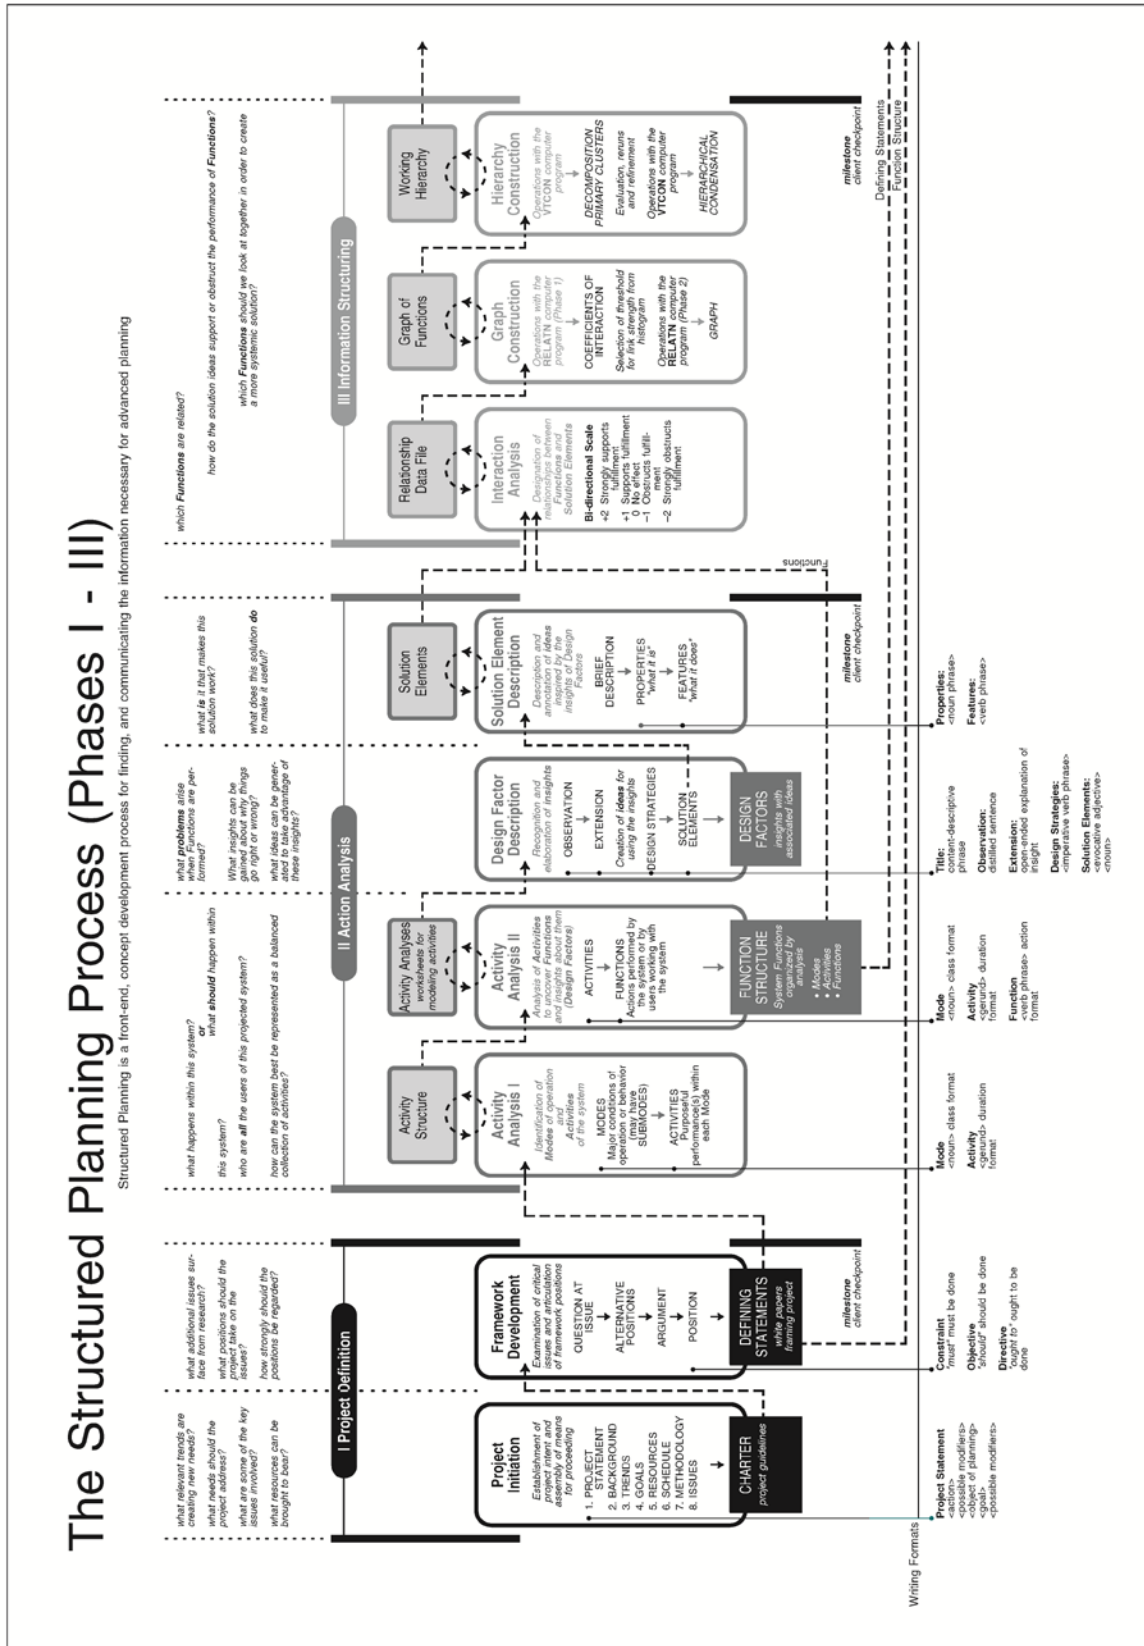 The Structured Planning Process (Phases I - III)
Structured Planning is a front-end, concept development process for finding, and communicating the information necessary for advanced planning
what relevant trends are
creating new needs?
what needs should the
project address?
what are some of the key
issues involved?
what resources can be
brought to bear?
what additional issues sur-
face from research?
what positions should the
project take on the
issues?
how strongly should the
positions be regarded?
what happens within this system?
or
what should happen within
this system?
who are all the users of this projected system?
how can the system best be represented as a balanced
collection of activities?
what problems arise
when Functions are per-
formed?
What insights can be
gained about why things
go right or wrong?
what ideas can be gener-
ated to take advantage of
these insights?
what is it that makes this
solution work?
what does this solution do
to make it useful?
which Functions are related?
how do the solution ideas support or obstruct the performance of Functions?
which Functions should we look at together in order to create
a more systemic solution?
I Project Definition
II Action Analysis
III Information Structuring
Activity
Structure
Activity Analyses
worksheets for
modeling activities
Solution
Elements
Relationship
Data File
Graph of
Functions
Working
Hierarchy
Project
Initiation
Establishment of
project intent and
assembly of means
for proceeding
1. PROJECT
STATEMENT
2. BACKGROUND
3. TRENDS
4. GOALS
5. RESOURCES
6. SCHEDULE
7. METHODOLOGY
8. ISSUES
CHARTER
project guidelines
Framework
Development
Examination of critical
issues and articulation
of framework positions
QUESTION AT
ISSUE
ALTERNATIVE
POSITIONS
ARGUMENT
POSITION
DEFINING
STATEMENTS
white papers
framing project
Activity
Analysis I
Identification of
Modes of operation
and
Activities
of the system
MODES
Major conditions of
operation or behavior
(may have
SUBMODES)
ACTIVITIES
Purposeful
performance(s) within
each Mode
Activity
Analysis II
Analysis of Activities
to uncover Functions
and insights about them
(Design Factors)
ACTIVITIES
FUNCTIONS
Actions performed by
the system or by
users working with
the system
FUNCTION
STRUCTURE
System Functions
organized by
analysis
• Modes
• Activities
• Functions
Design Factor
Description
Recognition and
elaboration of insights
OBSERVATION
EXTENSION
Creation of ideas for
using the insights
DESIGN STRATEGIES
SOLUTION
ELEMENTS
DESIGN
FACTORS
insights with
associated ideas
Solution Element
Description
Description and
annotation of ideas
inspired by the
insights of Design
Factors
BRIEF
DESCRIPTION
PROPERTIES
"what it is"
FEATURES
"what it does"
Interaction
Analysis
Designation of
relationships between
Functions and
Solution Elements
Bi-directional Scale
+2 Strongly supports
fulfillment
+1 Supports fulfillment
0 No effect
−1 Obstructs fulfill-
ment
−2 Strongly obstructs
fulfillment
Graph
Construction
Operations with the
RELATN computer
program (Phase 1)
COEFFICIENTS OF
INTERACTION
Selection of threshold
for link strength from
histogram
Operations with the
RELATN computer
program (Phase 2)
GRAPH
Hierarchy
Construction
Operations with the
VTCON computer
program
DECOMPOSITION
PRIMARY CLUSTERS
Evaluation, reruns
and refinement
Operations with the
VTCON computer
program
HIERARCHICAL
CONDENSATION
milestone
client checkpoint
milestone
client checkpoint
milestone
client checkpoint
Functions
Defining Statements
Function Structure
Writing Formats
Project Statement
<action>
<possible modifiers>
<object of planning>
<goal>
<possible modifiers>
Constraint
"must" must be done
Objective
"should" should be done
Directive
"ought to" ought to be
done
Mode
<noun> class format
Activity
<gerund> duration
format
Mode
<noun> class format
Activity
<gerund> duration
format
Function
<verb phrase> action
format
Title:
content-descriptive
phrase
Observation:
distilled sentence
Extension:
open-ended explanation of
insight
Design Strategies:
<imperative verb phrase>
Solution Elements:
<evocative adjective>
<noun>
Properties:
<noun phrase>
Features:
<verb phrase>